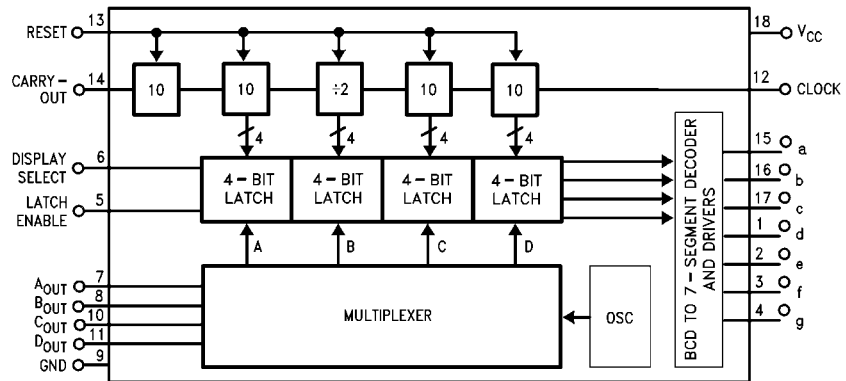 RESET 13
18 VCC
CARRY-OUT 14
10 10 ÷2 10 10
12 CLOCK
4 4 4 4
DISPLAY SELECT 6
LATCH ENABLE 5
4-BIT LATCH
4-BIT LATCH
4-BIT LATCH
4-BIT LATCH
A B C D
AOUT 7
BOUT 8
COUT 10
DOUT 11
GND 9
MULTIPLEXER
OSC
BCD TO 7-SEGMENT DECODER
AND DRIVERS
15 a
16 b
17 c
1 d
2 e
3 f
4 g